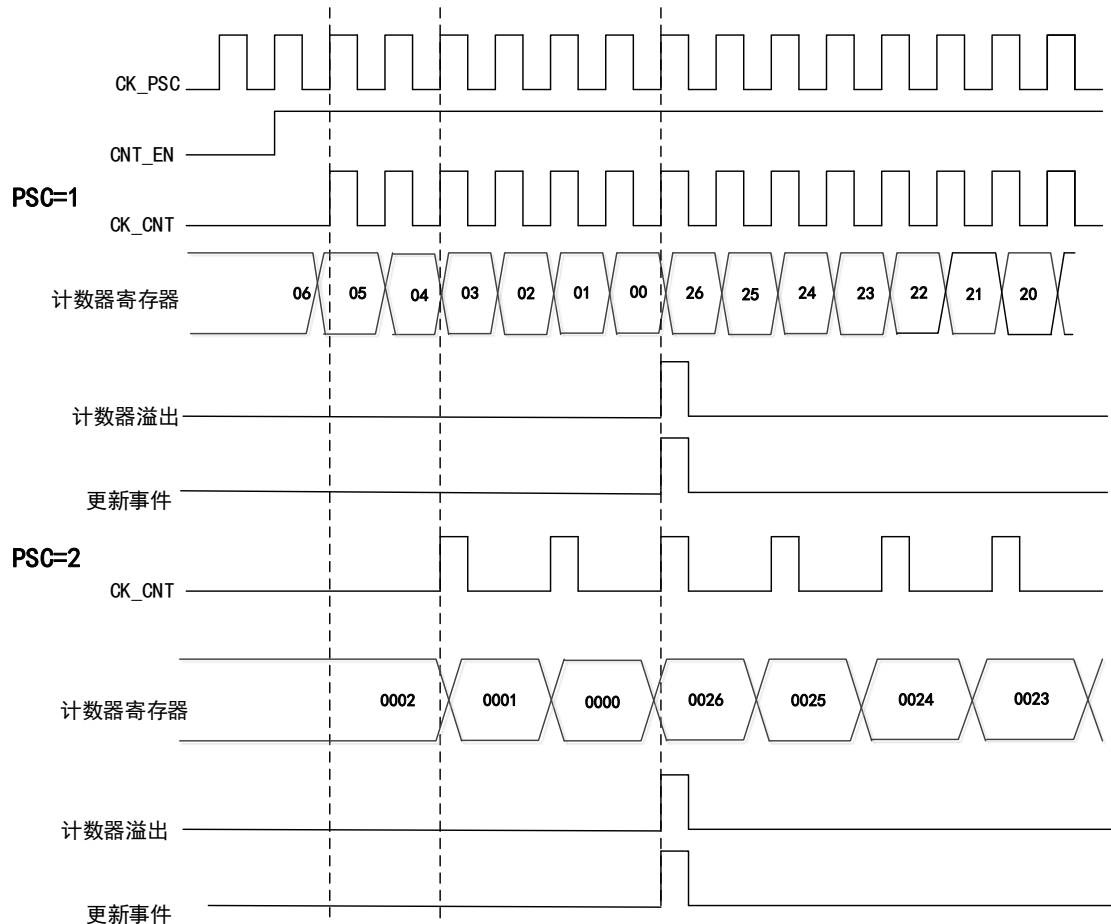 CK_PSC
CNT_EN
PSC=1
CK_CNT
计数器寄存器 06 05 04 03 02 01 00 26 25 24 23 22 21 20
计数器溢出
更新事件
PSC=2
CK_CNT
计数器寄存器 0002 0001 0000 0026 0025 0024 0023
计数器溢出
更新事件